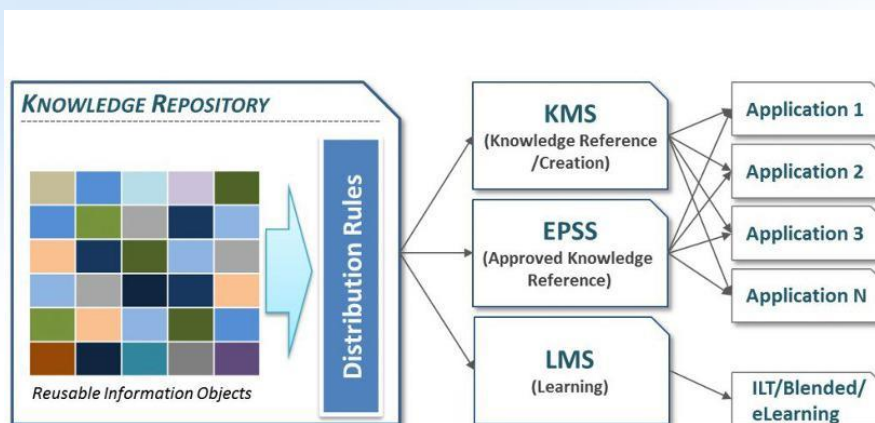 KNOWLEDGE REPOSITORY
Reusable Information Objects
Distribution Rules
KMS
(Knowledge Reference
/Creation)
EPSS
(Approved Knowledge
Reference)
LMS
(Learning)
Application 1
Application 2
Application 3
Application N
ILT/Blended/
eLearning